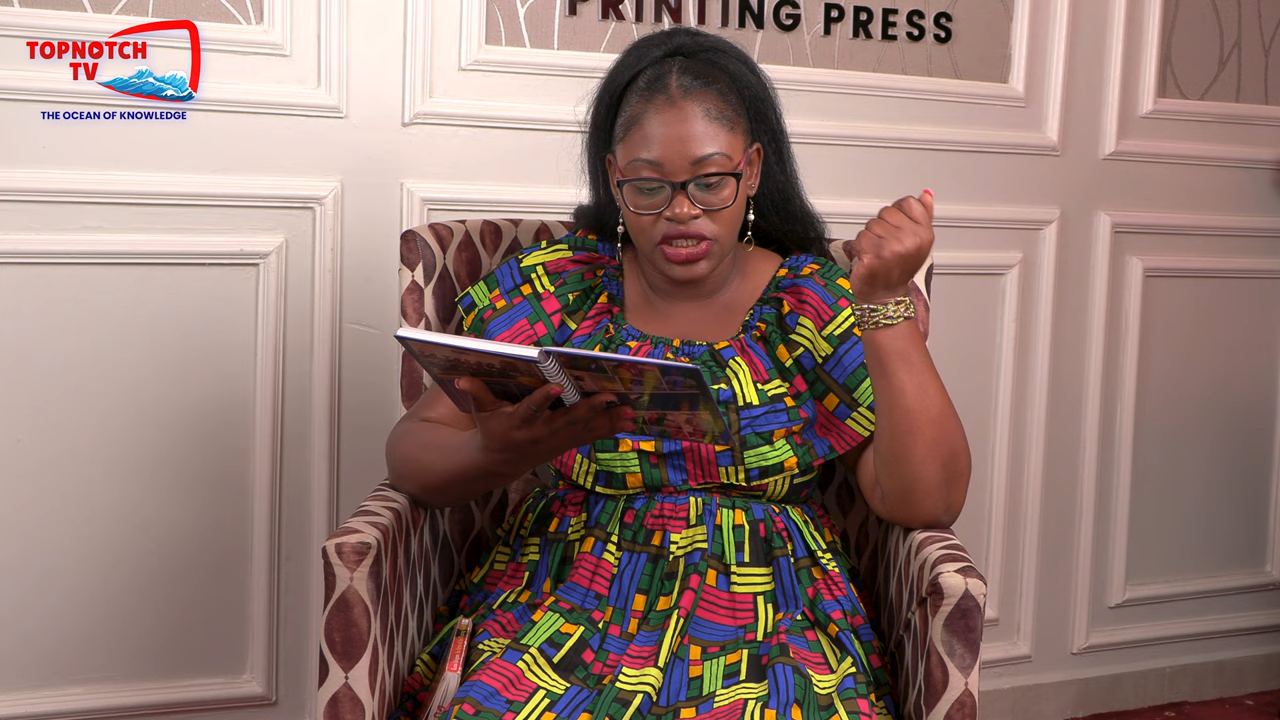 TOPNOTCH
TV
THE OCEAN OF KNOWLEDGE
PRINTING PRESS